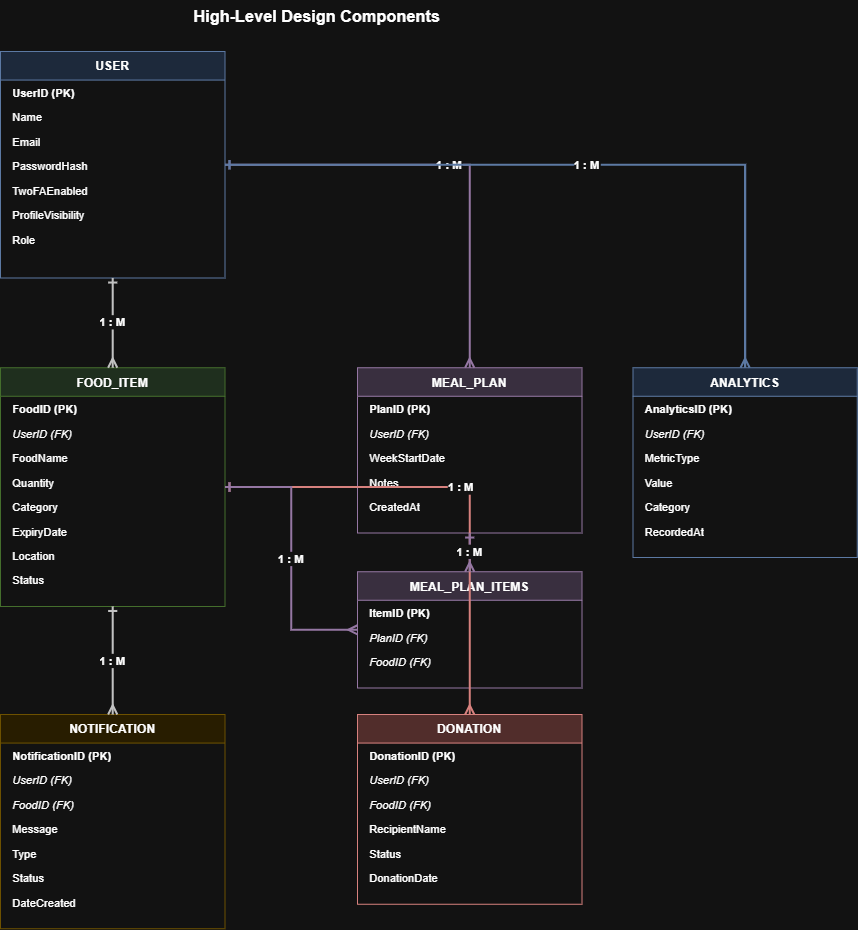 High-Level Design Components
USER
UserID (PK)
Name
Email
PasswordHash
TwoFAEnabled
ProfileVisibility
Role
1 : M
1 : M
1 : M
FOOD_ITEM
FoodID (PK)
UserID (FK)
FoodName
Quantity
Category
ExpiryDate
Location
Status
MEAL_PLAN
PlanID (PK)
UserID (FK)
WeekStartDate
Notes
CreatedAt
ANALYTICS
AnalyticsID (PK)
UserID (FK)
MetricType
Value
Category
RecordedAt
1 : M
1 : M
1 : M
MEAL_PLAN_ITEMS
ItemID (PK)
PlanID (FK)
FoodID (FK)
1 : M
NOTIFICATION
NotificationID (PK)
UserID (FK)
FoodID (FK)
Message
Type
Status
DateCreated
DONATION
DonationID (PK)
UserID (FK)
FoodID (FK)
RecipientName
Status
DonationDate